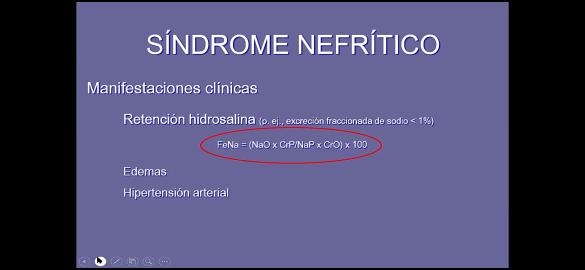 SÍNDROME NEFRÍTICO
Manifestaciones clínicas
Retención hidrosalina (p. ej., excreción fraccionada de sodio < 1%)
FeNa = (NaO x CrP/NaP x CrO) x 100
Edemas
Hipertensión arterial